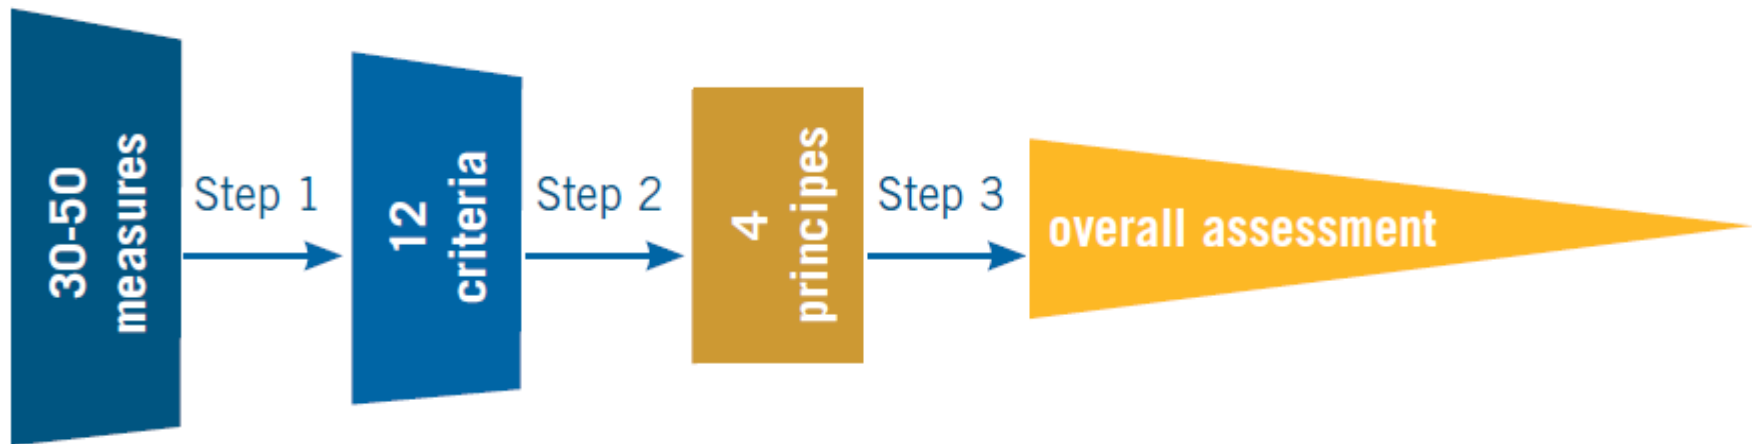 30-50
measures
Step 1
12
criteria
Step 2
4
principes
Step 3
overall assessment